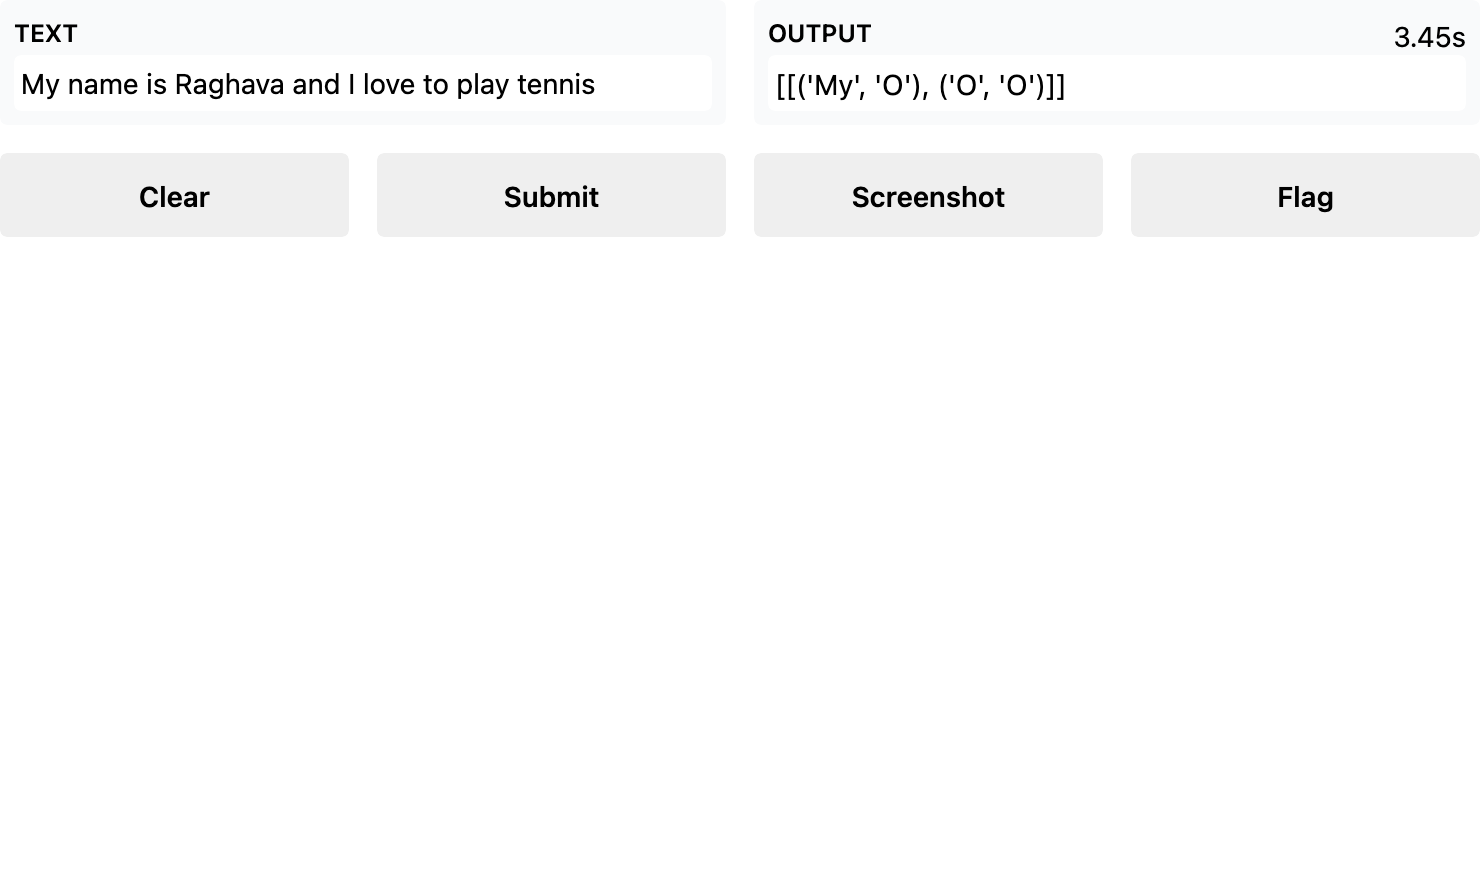 TEXT
My name is Raghava and I love to play tennis
OUTPUT
3.45s
[[('My', 'O'), ('O', 'O')]]
Clear
Submit
Screenshot
Flag